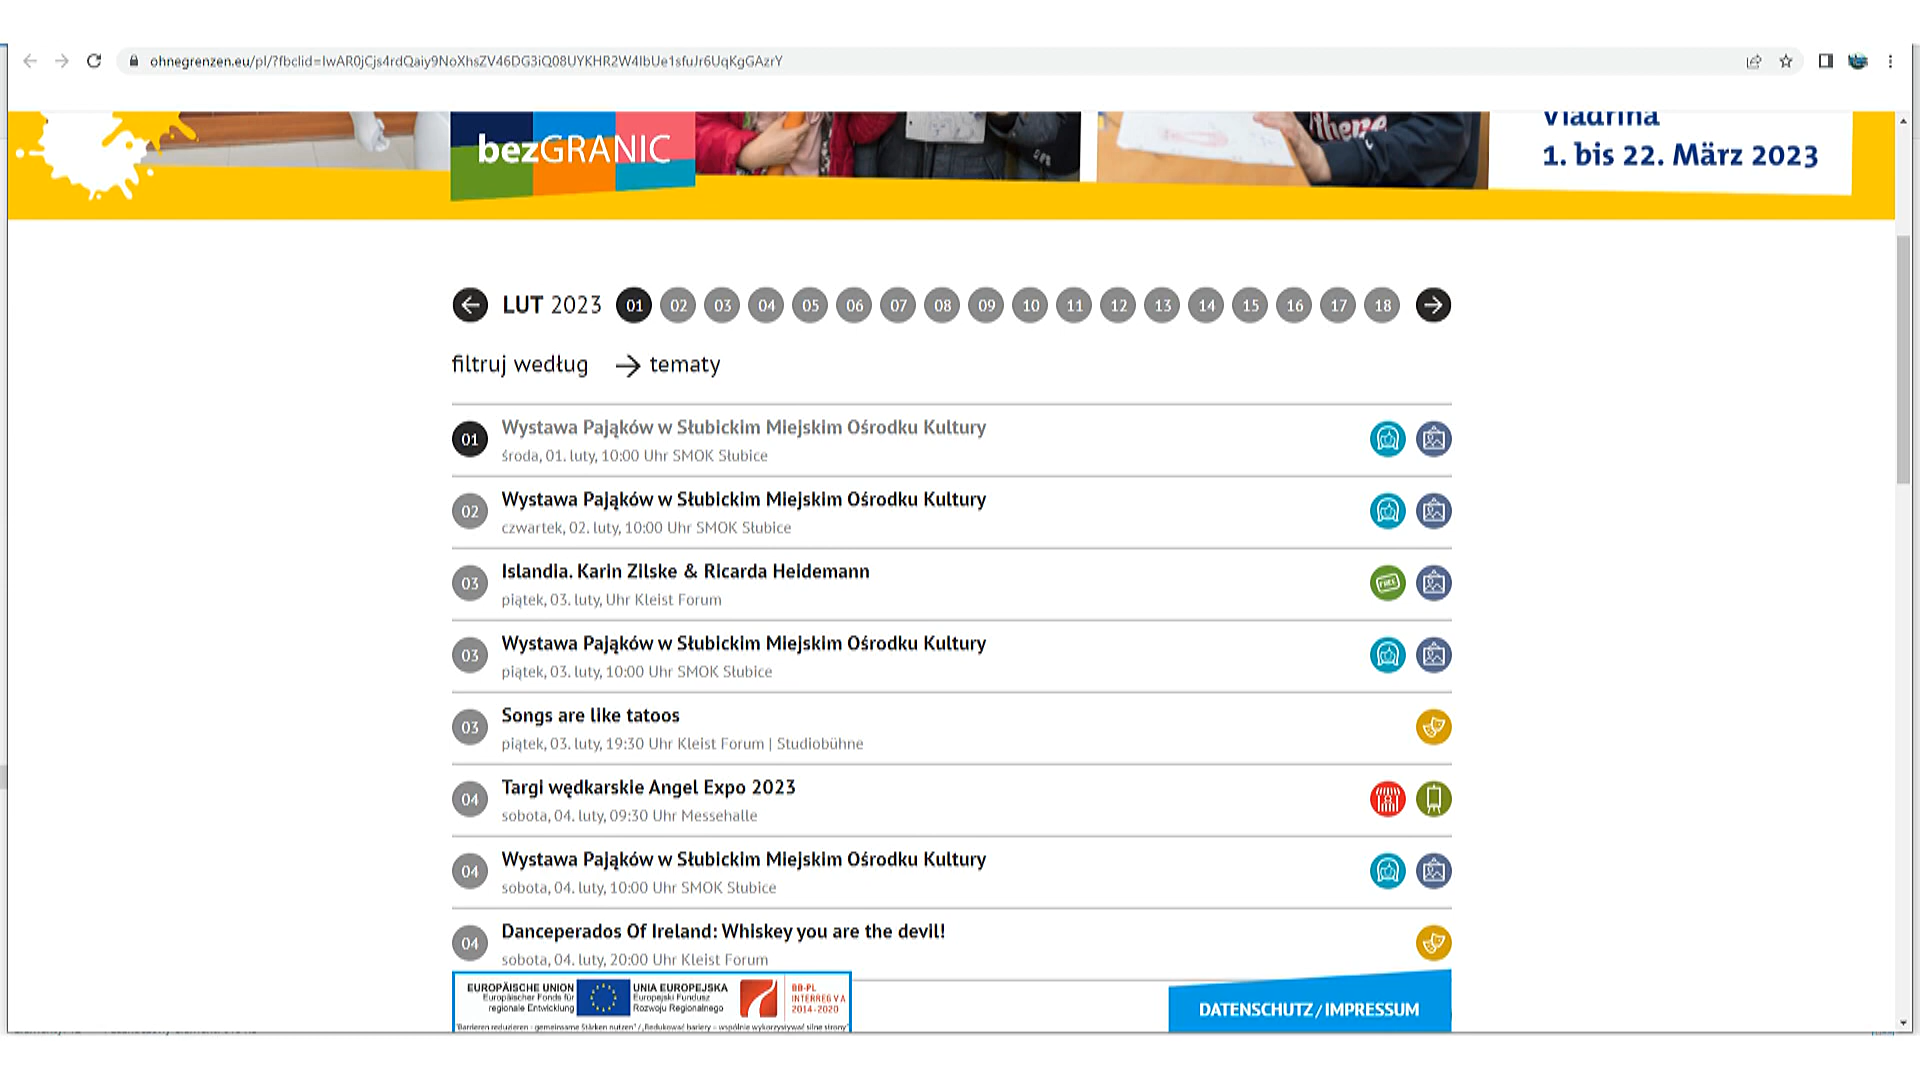 ohnegrenzen.eu/pl/?fbclid=IwAR0jCjs4rdQaiy9NoXhsZV46DG3iQ08UYKHR2W4IbUe1sfuJr6UqKgGAzrY
there
Viadrina
bezGRANIC
1. bis 22. März 2023
LUT 2023 01 02 03 04 05 06 07 08 09 10 11 12 13 14 15 16 17 18
filtruj według → tematy
01 Wystawa Pająków w Słubickim Miejskim Ośrodku Kultury
środa, 01. luty, 10:00 Uhr SMOK Słubice
02 Wystawa Pająków w Słubickim Miejskim Ośrodku Kultury
czwartek, 02. luty, 10:00 Uhr SMOK Słubice
03 Islandia. Karin Zilske & Ricarda Heidemann
FREE
piątek, 03. luty, Uhr Kleist Forum
03 Wystawa Pająków w Słubickim Miejskim Ośrodku Kultury
piątek, 03. luty, 10:00 Uhr SMOK Słubice
03 Songs are like tatoos
piątek, 03. luty, 19:30 Uhr Kleist Forum | Studiobühne
04 Targi wędkarskie Angel Expo 2023
sobota, 04. luty, 09:30 Uhr Messehalle
04 Wystawa Pająków w Słubickim Miejskim Ośrodku Kultury
sobota, 04. luty, 10:00 Uhr SMOK Słubice
04 Danceperados Of Ireland: Whiskey you are the devil!
sobota, 04. luty, 20:00 Uhr Kleist Forum
EUROPÄISCHE UNION
Europäischer Fonds für
regionale Entwicklung
UNIA EUROPEJSKA
Europejski Fundusz
Rozwoju Regionalnego
BB-PL
INTERREG V A
2014-2020
"Barrieren reduzieren - gemeinsame Stärken nutzen" / „Redukować bariery – wspólnie wykorzystywać silne strony"
DATENSCHUTZ / IMPRESSUM